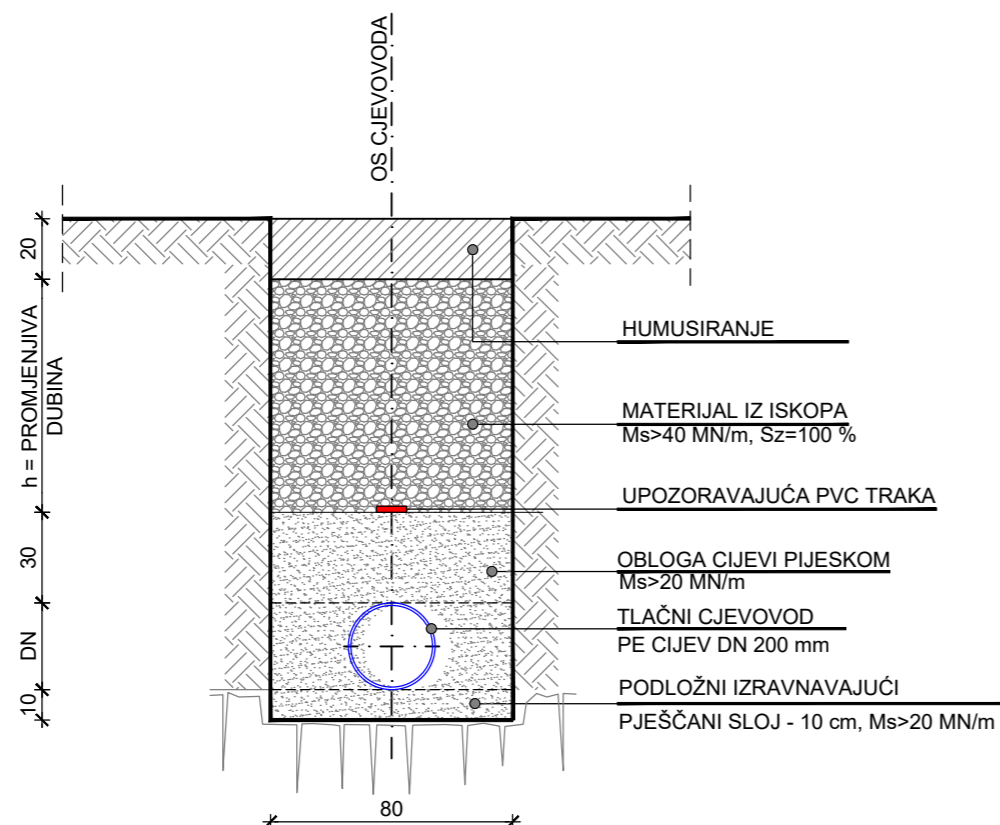 OS CJEVOVODA
20
h = PROMJENJIVA
DUBINA
30
DN
10
HUMUSIRANJE
MATERIJAL IZ ISKOPA
Ms>40 MN/m, Sz=100 %
UPOZORAVAJUĆA PVC TRAKA
OBLOGA CIJEVI PIJESKOM
Ms>20 MN/m
TLAČNI CJEVOVOD
PE CIJEV DN 200 mm
PODLOŽNI IZRAVNAVAJUĆI
PJEŠČANI SLOJ - 10 cm, Ms>20 MN/m
80